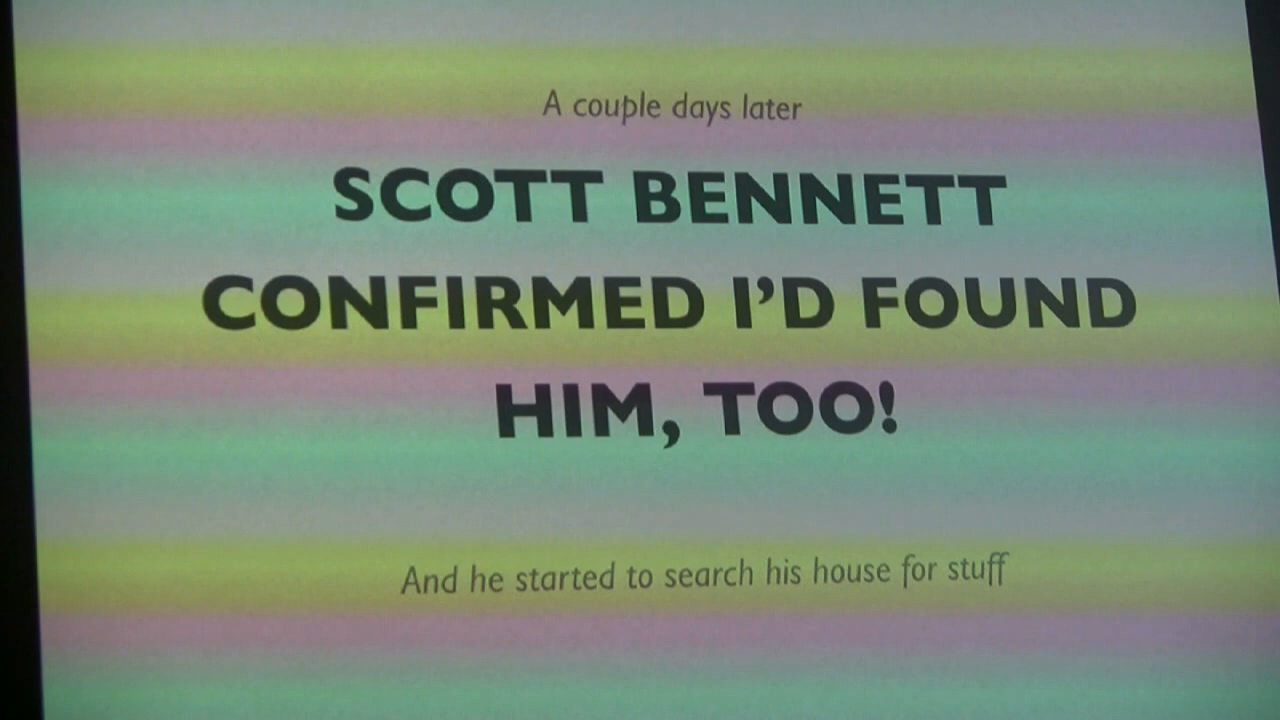 A couple days later
SCOTT BENNETT
CONFIRMED I'D FOUND
HIM, TOO!
And he started to search his house for stuff